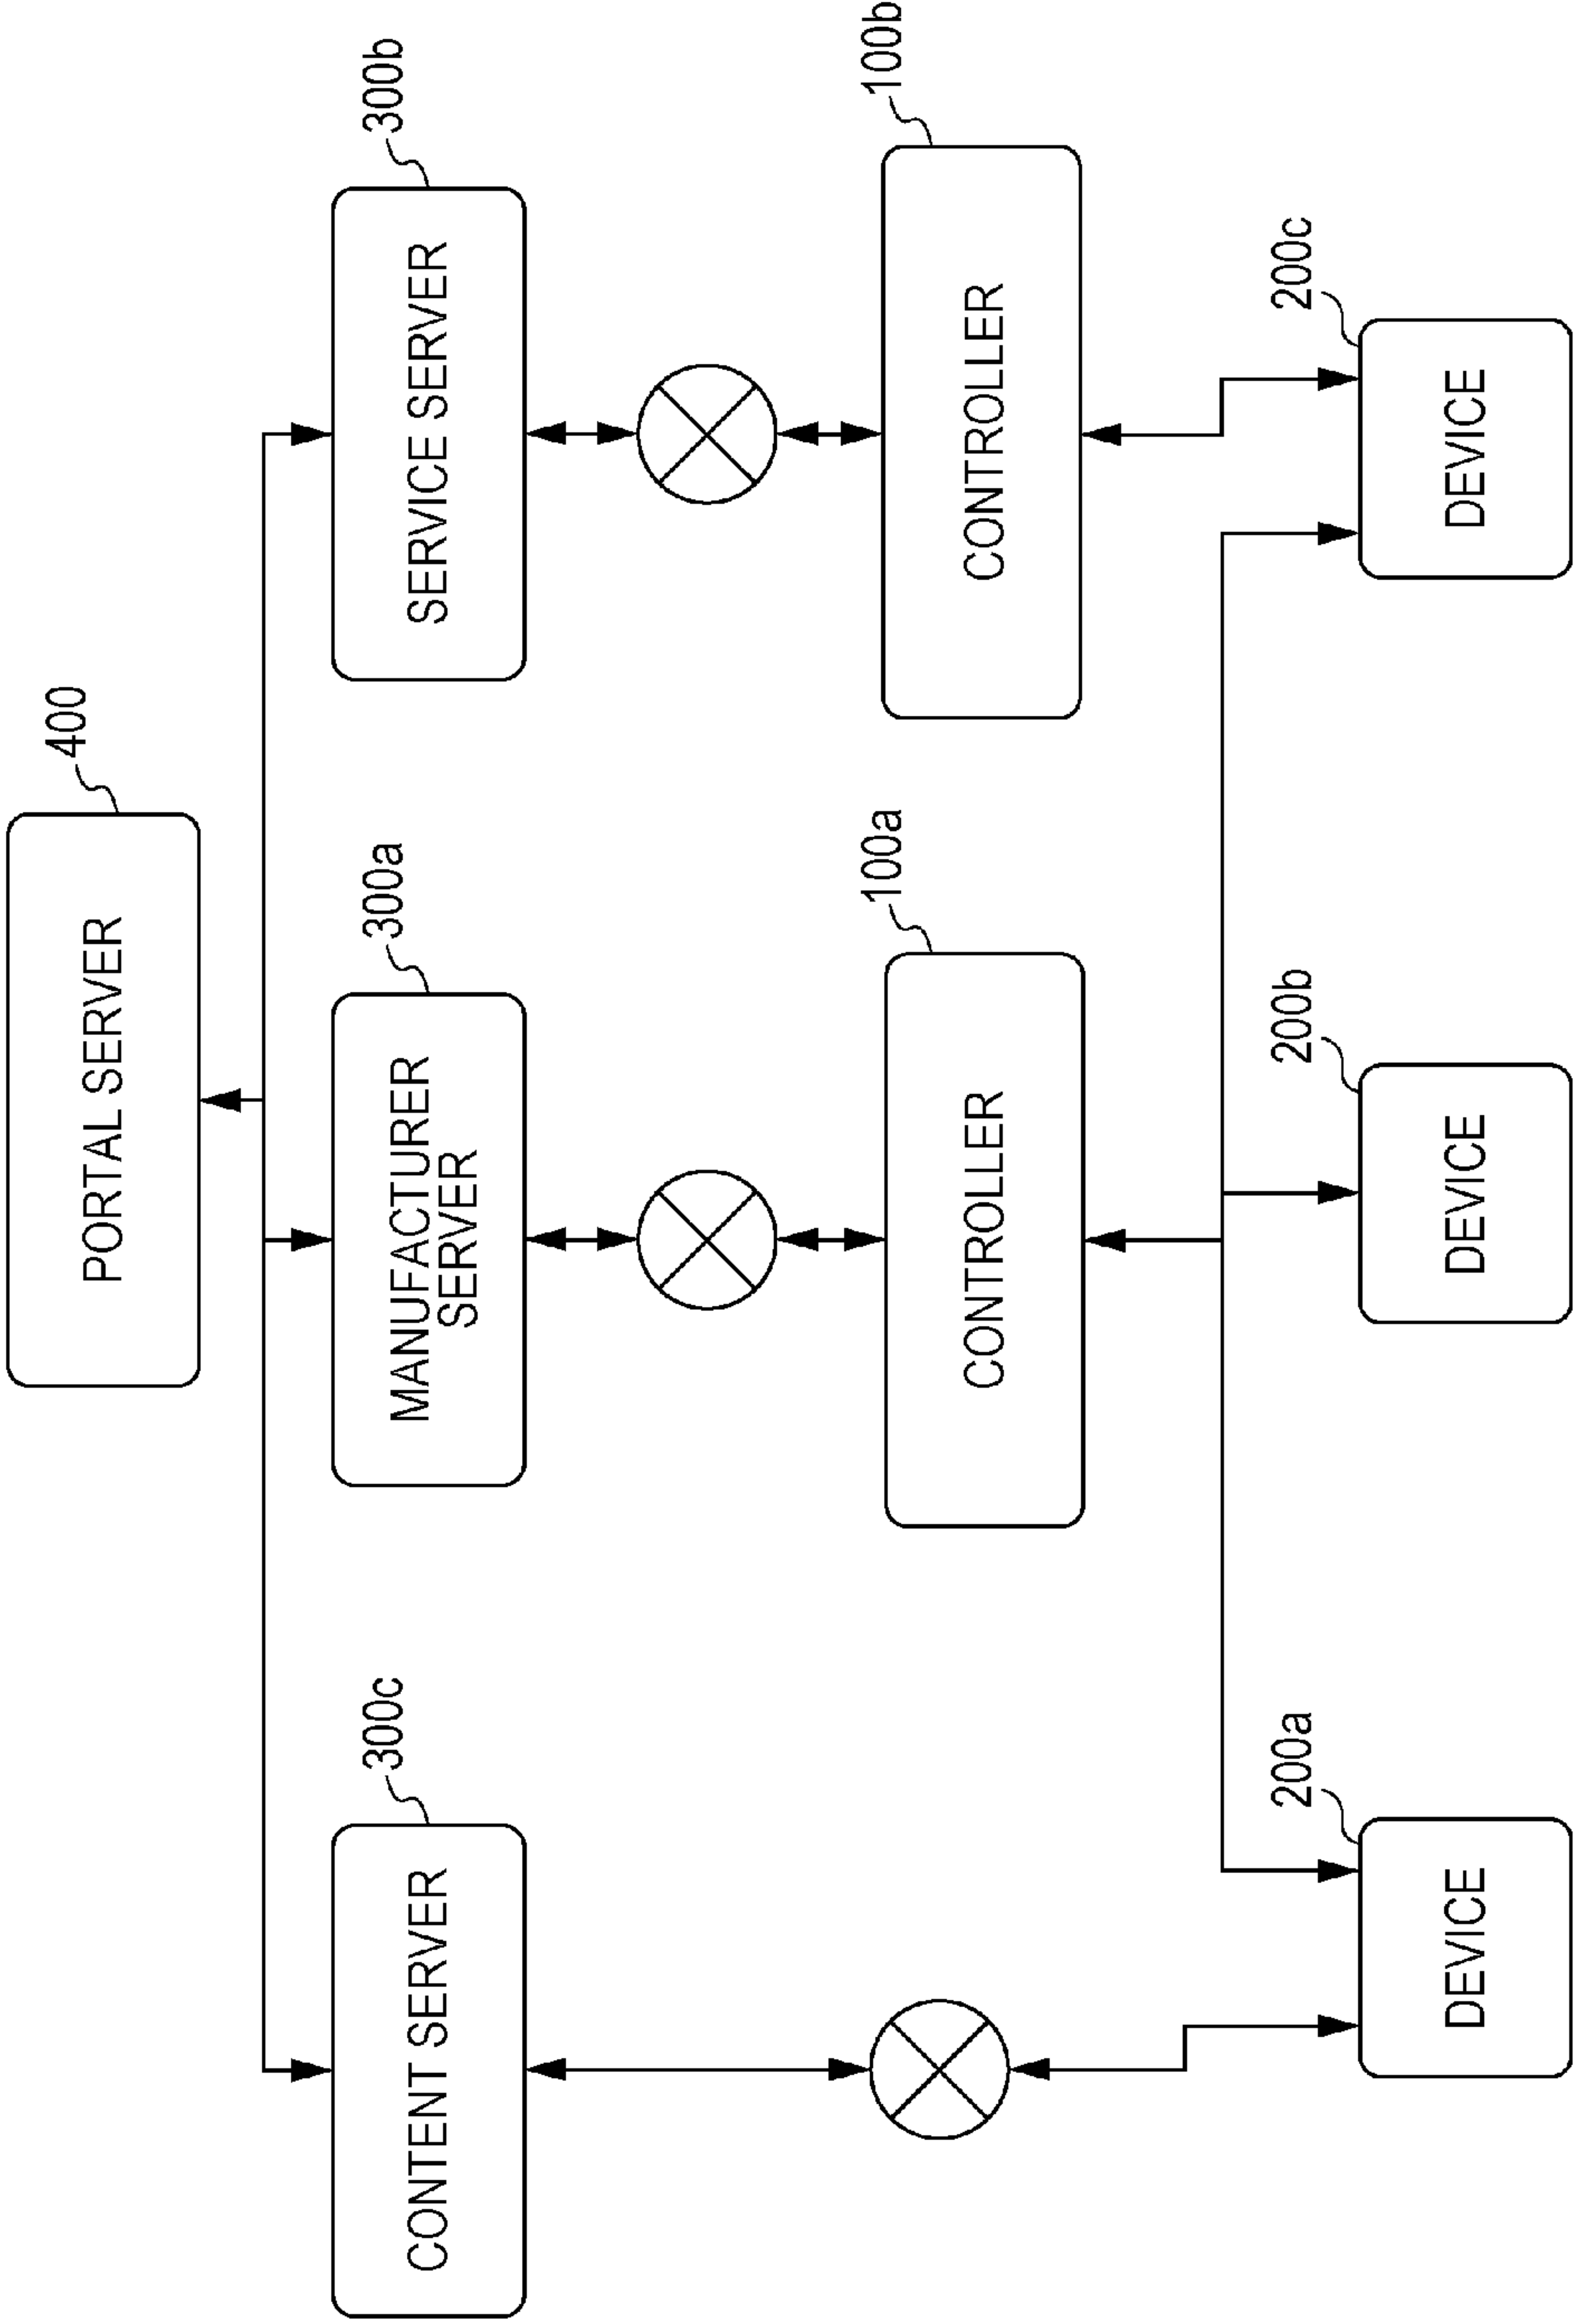 400
PORTAL SERVER
300c
CONTENT SERVER
300a
MANUFACTURER
SERVER
300b
SERVICE SERVER
100a
CONTROLLER
100b
CONTROLLER
200a
DEVICE
200b
DEVICE
200c
DEVICE